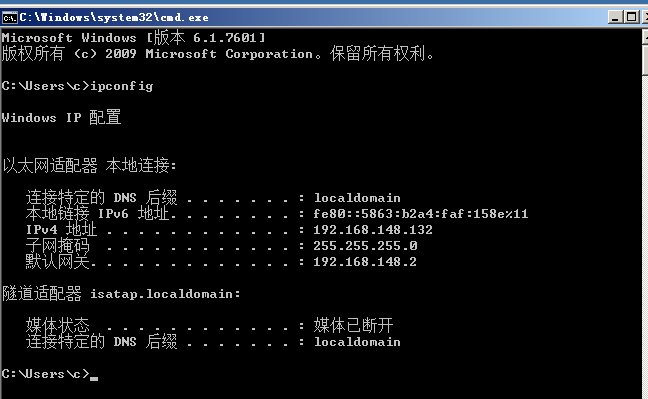 C:\Windows\system32\cmd.exe
Microsoft Windows [版本 6.1.7601]
版权所有 (c) 2009 Microsoft Corporation。保留所有权利。
C:\Users\c>ipconfig
Windows IP 配置
以太网适配器 本地连接:
连接特定的 DNS 后缀 . . . . . . . : localdomain
本地链接 IPv6 地址. . . . . . . . : fe80::5863:b2a4:faf:158e%11
IPv4 地址 . . . . . . . . . . . . : 192.168.148.132
子网掩码  . . . . . . . . . . . . : 255.255.255.0
默认网关. . . . . . . . . . . . . : 192.168.148.2
隧道适配器 isatap.localdomain:
媒体状态  . . . . . . . . . . . . : 媒体已断开
连接特定的 DNS 后缀 . . . . . . . : localdomain
C:\Users\c>_